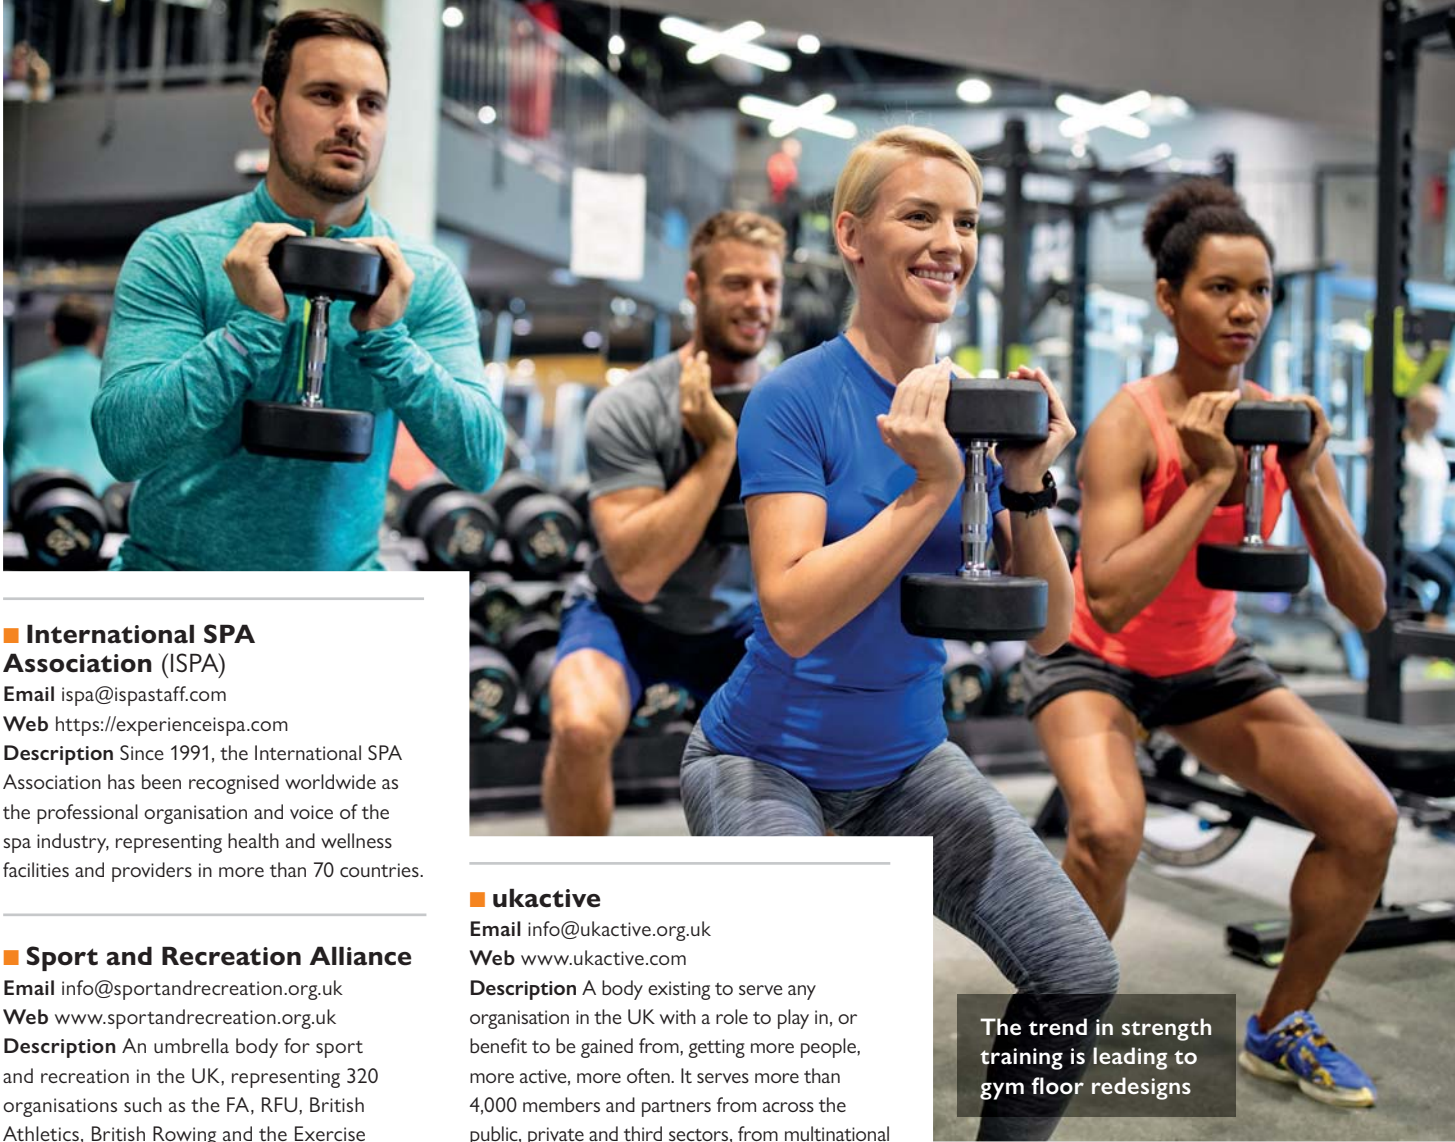 International SPA
Association (ISPA)
Email ispa@ispastaff.com
Web https://experienceispa.com
Description Since 1991, the International SPA
Association has been recognised worldwide as
the professional organisation and voice of the
spa industry, representing health and wellness
facilities and providers in more than 70 countries.
Sport and Recreation Alliance
Email info@sportandrecreation.org.uk
Web www.sportandrecreation.org.uk
Description An umbrella body for sport
and recreation in the UK, representing 320
organisations such as the FA, RFU, British
Athletics, British Rowing and the Exercise
ukactive
Email info@ukactive.org.uk
Web www.ukactive.com
Description A body existing to serve any
organisation in the UK with a role to play in, or
benefit to be gained from, getting more people,
more active, more often. It serves more than
4,000 members and partners from across the
public, private and third sectors, from multinational
The trend in strength
training is leading to
gym floor redesigns